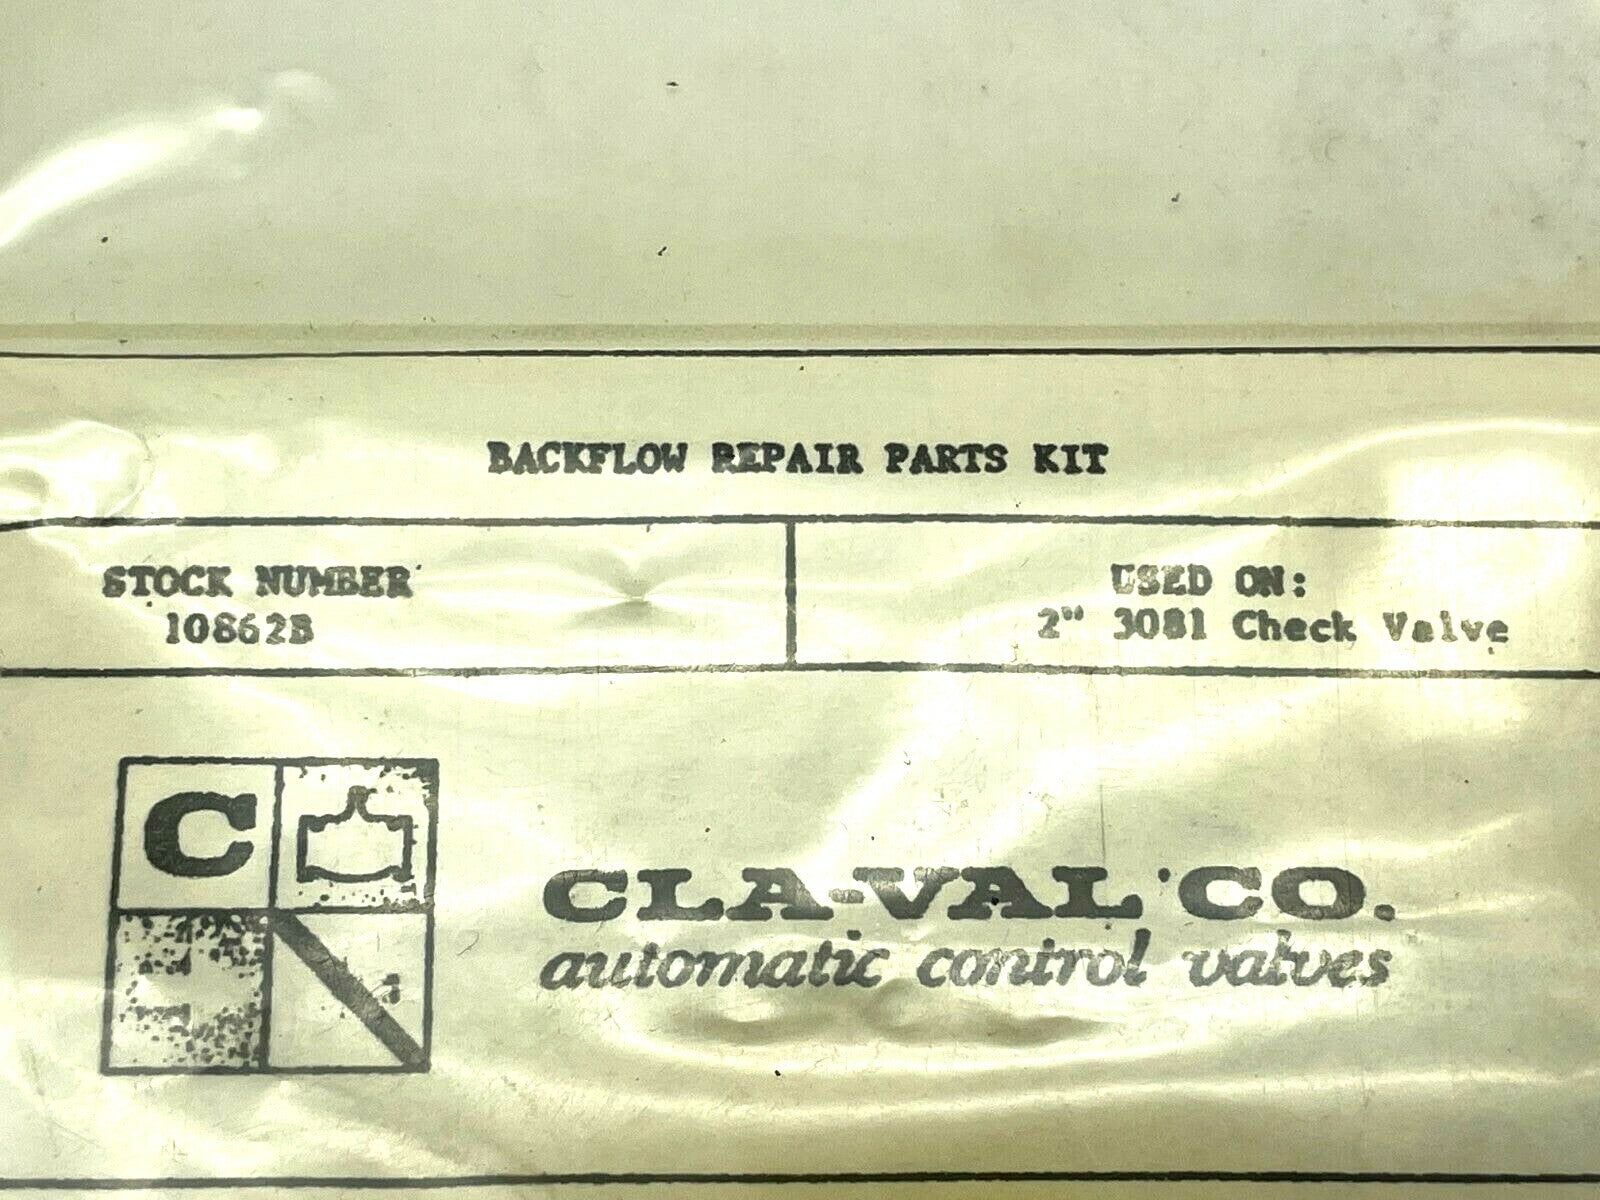 BACKFLOW REPAIR PARTS KIT
STOCK NUMBER
10862B
USED ON:
2" 3081 Check Valve
C
CLA-VAL CO.
automatic control valves